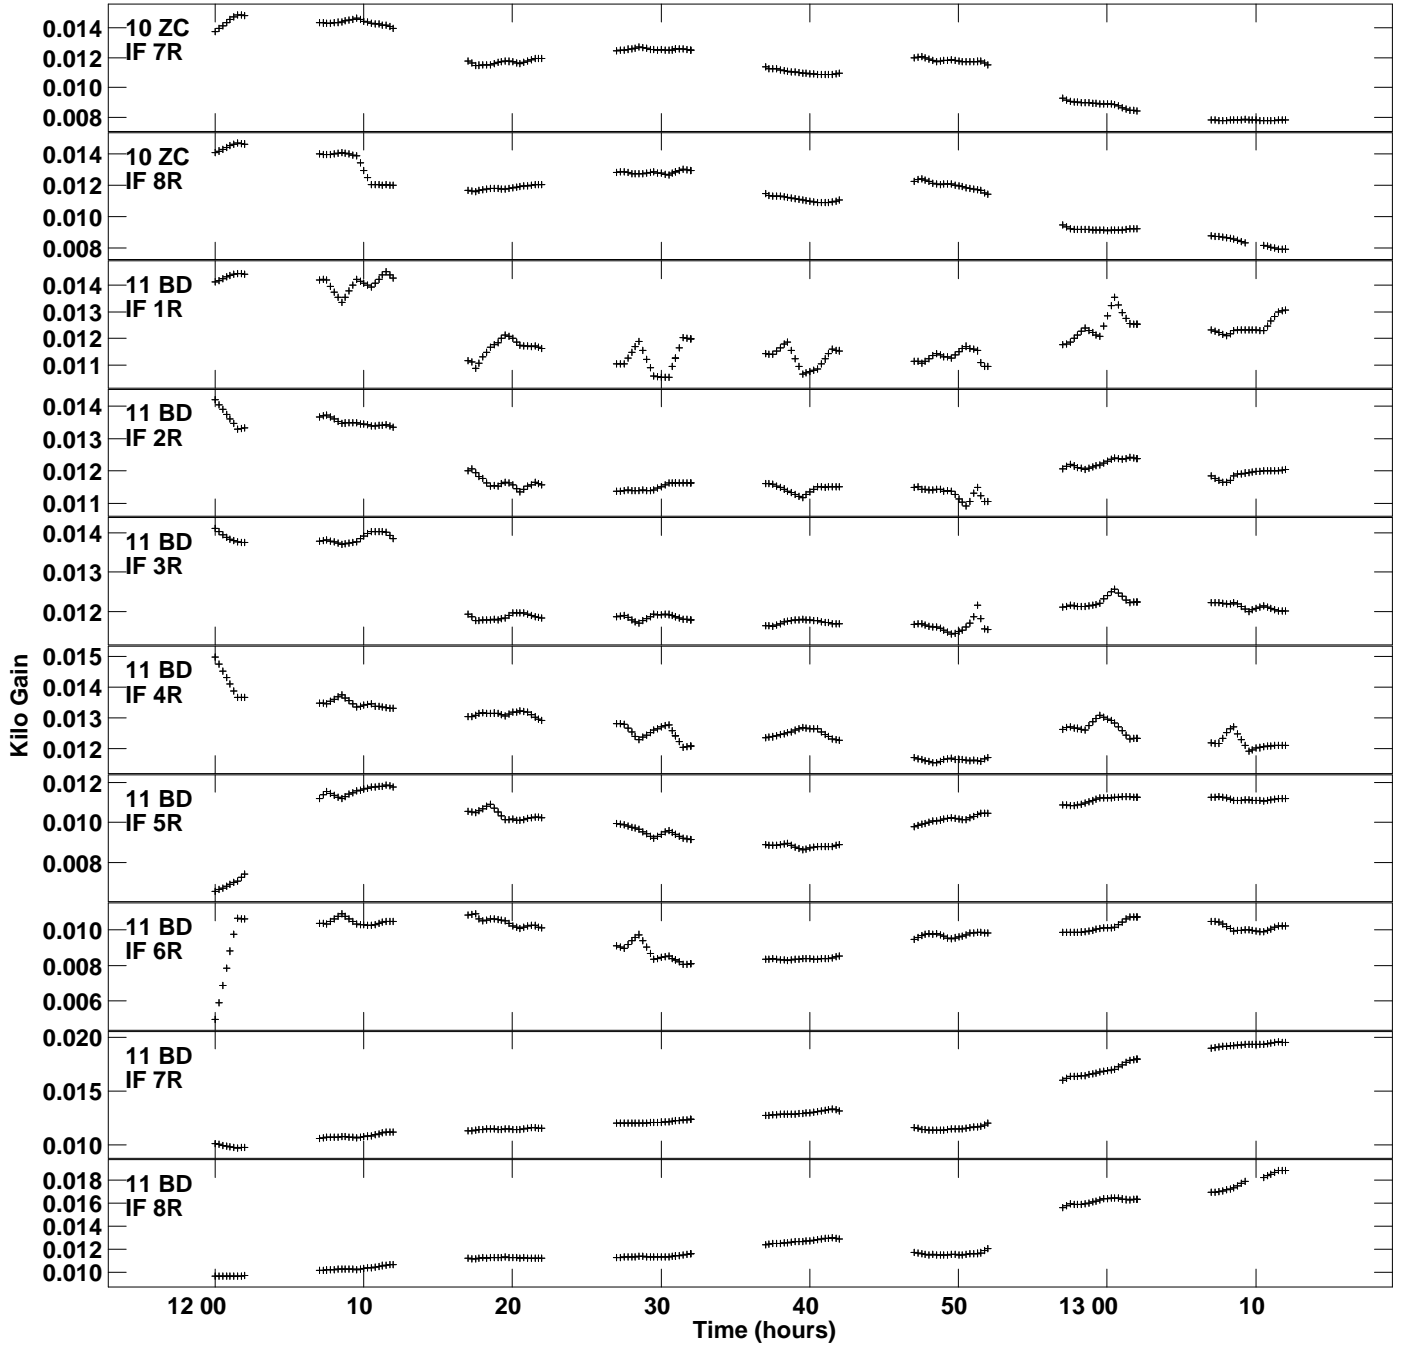 10 ZC
IF 7R
0.014
0.012
0.010
0.008
10 ZC
IF 8R
0.014
0.012
0.010
0.008
11 BD
IF 1R
0.014
0.013
0.012
0.011
11 BD
IF 2R
0.014
0.013
0.012
0.011
11 BD
IF 3R
0.014
0.013
0.012
11 BD
IF 4R
0.015
0.014
0.013
0.012
11 BD
IF 5R
0.012
0.010
0.008
11 BD
IF 6R
0.010
0.008
0.006
11 BD
IF 7R
0.020
0.015
0.010
11 BD
IF 8R
0.018
0.016
0.014
0.012
0.010
Kilo Gain
12 00 10 20 30 40 50 13 00 10
Time (hours)